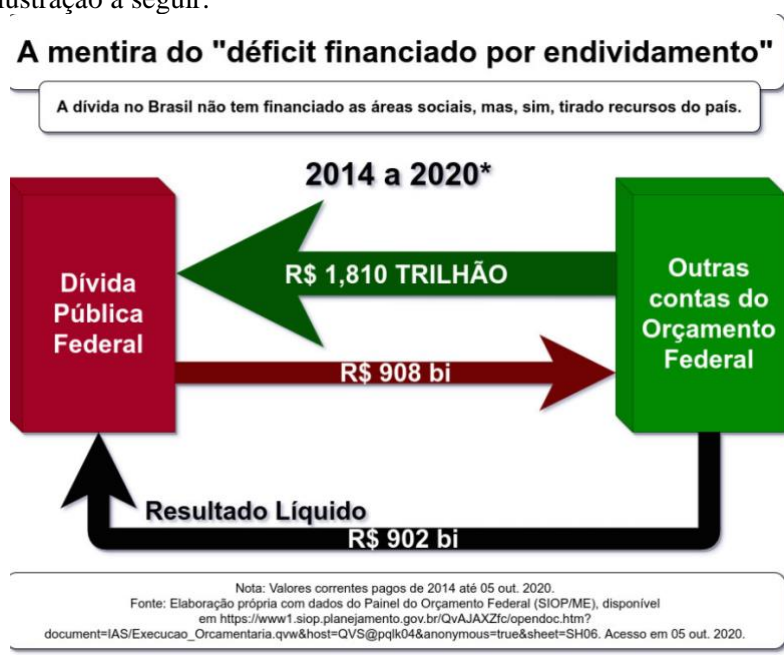 lustração a seguir:
A mentira do "déficit financiado por endividamento"
A dívida no Brasil não tem financiado as áreas sociais, mas, sim, tirado recursos do país.
2014 a 2020*
R$ 1,810 TRILHÃO
Dívida
Pública
Federal
Outras
contas do
Orçamento
Federal
R$ 908 bi
Resultado Líquido
R$ 902 bi
Nota: Valores correntes pagos de 2014 até 05 out. 2020.
Fonte: Elaboração própria com dados do Painel do Orçamento Federal (SIOP/ME), disponível
em https://www1.siop.planejamento.gov.br/QvAJAXZfc/opendoc.htm?
document=IAS/Execucao_Orcamentaria.qvw&host=QVS@pqlk04&anonymous=true&sheet=SH06. Acesso em 05 out. 2020.